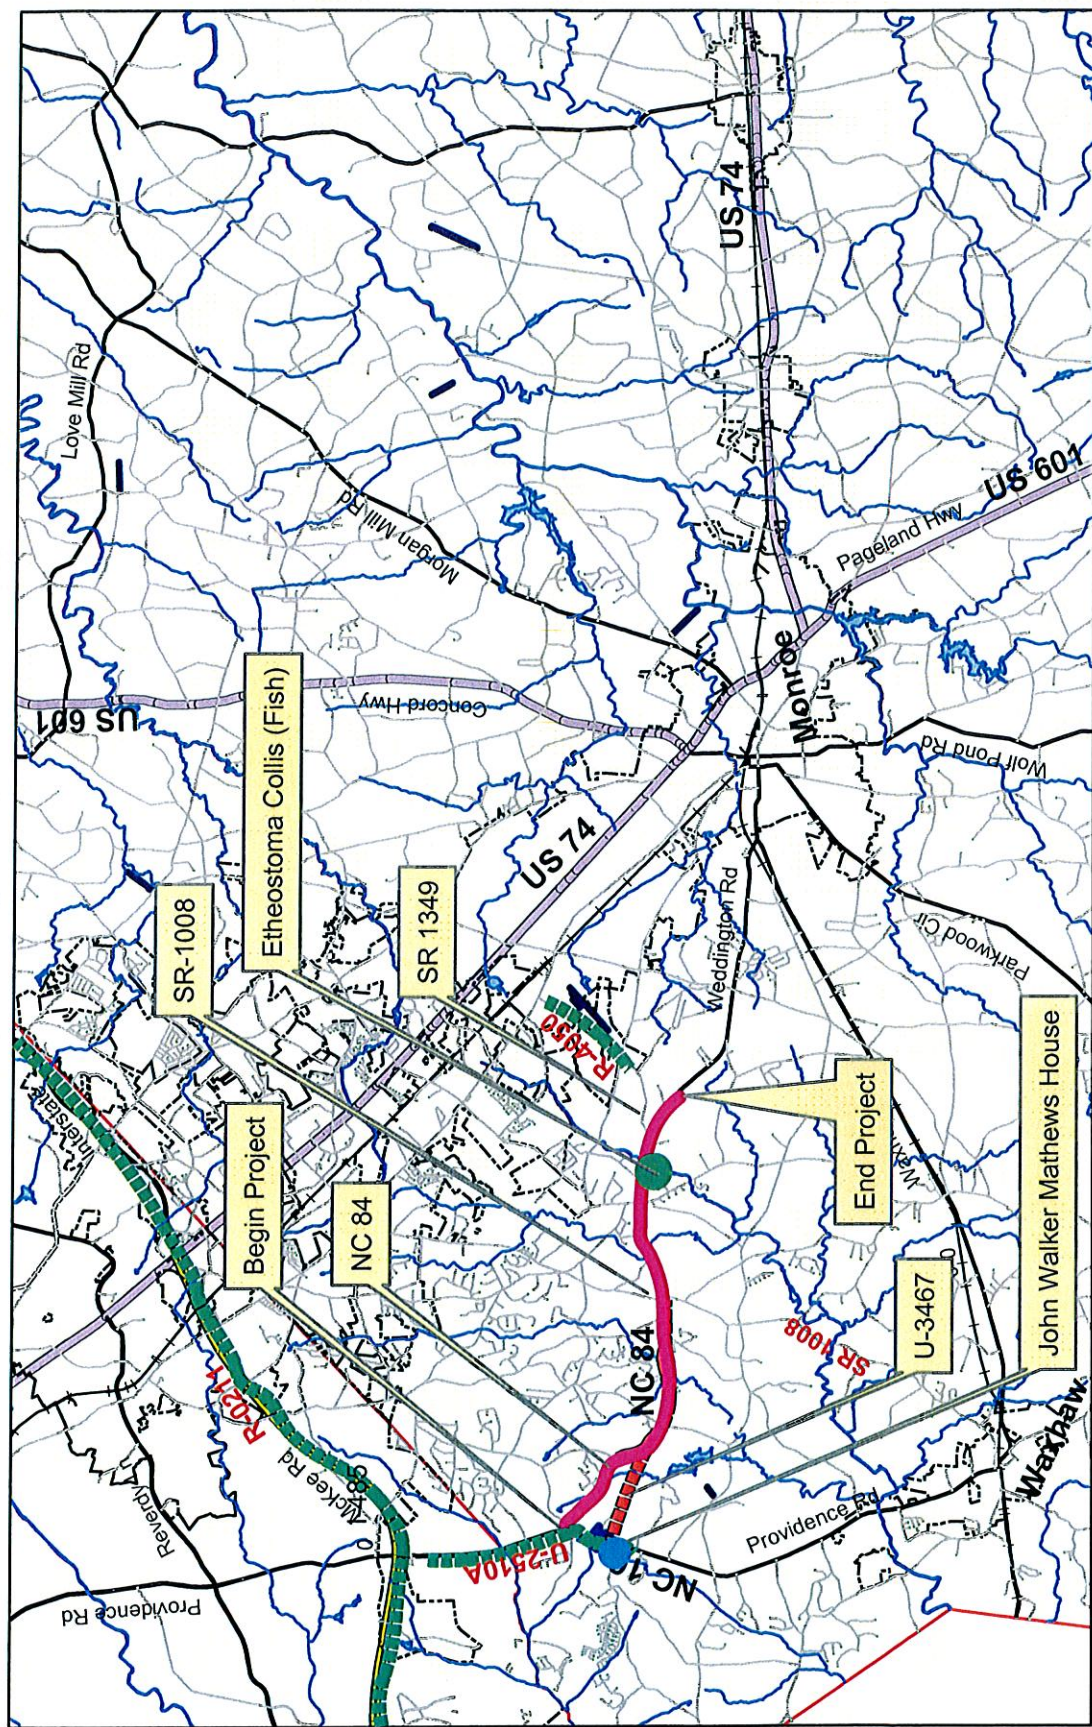 Love Mill Rd
US 601
Concord Hwy
Morgan Mill Rd
US 74
US 74
US 601
Pageland Hwy
Monroe
Wolf Pond Rd
Parkwood Cir
Weddington Rd
SR-1008
Etheostoma Collis (Fish)
SR 1349
R-4050
Begin Project
NC 84
End Project
U-3467
John Walker Mathews House
Interstate
R-0211
McKee Rd
Providence Rd
U-2510A
NC 84
SR 1008
Providence Rd
Waxhaw